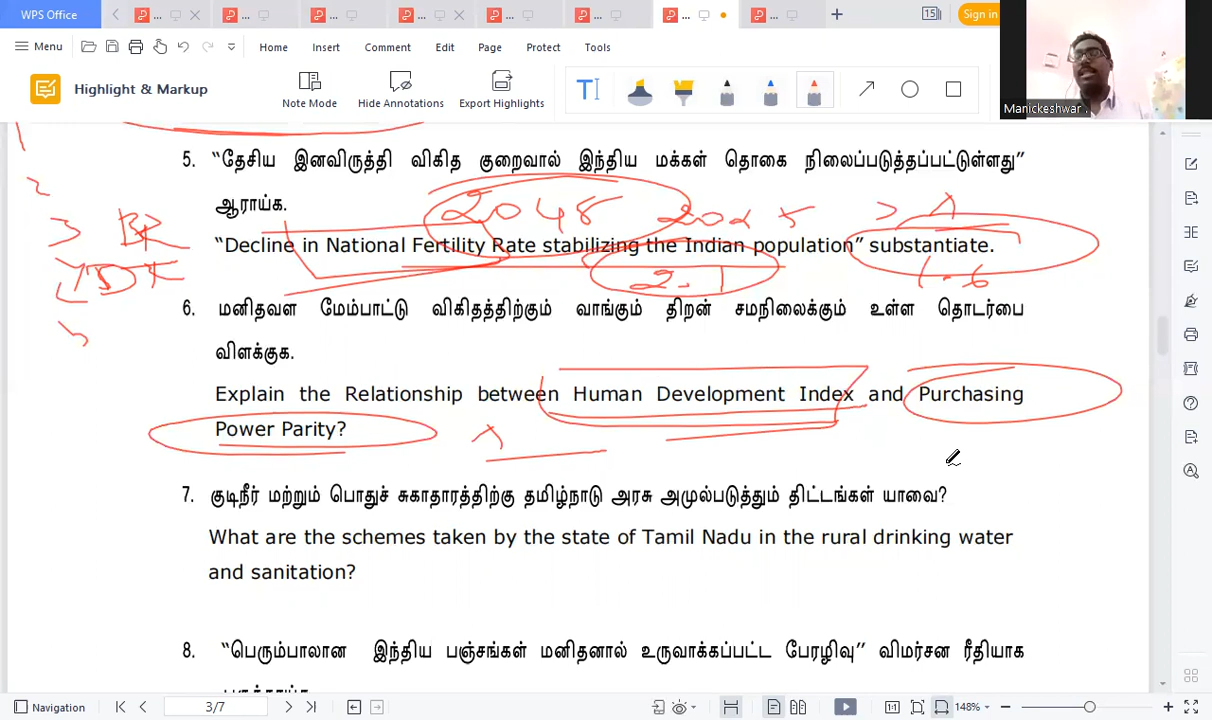 WPS Office
...
...
...
...
...
...
...
...
15
Sign in
Menu
Home
Insert
Comment
Edit
Page
Protect
Tools
Highlight & Markup
Note Mode
Hide Annotations
Export Highlights
Manickeshwar .
5. “தேசிய இனவிருத்தி விகித குறைவால் இந்திய மக்கள் தொகை நிலைப்படுத்தப்பட்டுள்ளது”
ஆராய்க.
2048 2025
“Decline in National Fertility Rate stabilizing the Indian population” substantiate.
2.1 1.6
6. மனிதவள மேம்பாட்டு விகிதத்திற்கும் வாங்கும் திறன் சமநிலைக்கும் உள்ள தொடர்பை
விளக்குக.
Explain the Relationship between Human Development Index and Purchasing
Power Parity?
7. குடிநீர் மற்றும் பொதுச் சுகாதாரத்திற்கு தமிழ்நாடு அரசு அமுல்படுத்தும் திட்டங்கள் யாவை?
What are the schemes taken by the state of Tamil Nadu in the rural drinking water
and sanitation?
8. “பெரும்பாலான இந்திய பஞ்சங்கள் மனிதனால் உருவாக்கப்பட்ட பேரழிவு” விமர்சன ரீதியாக
Navigation
3/7
1:1
148%